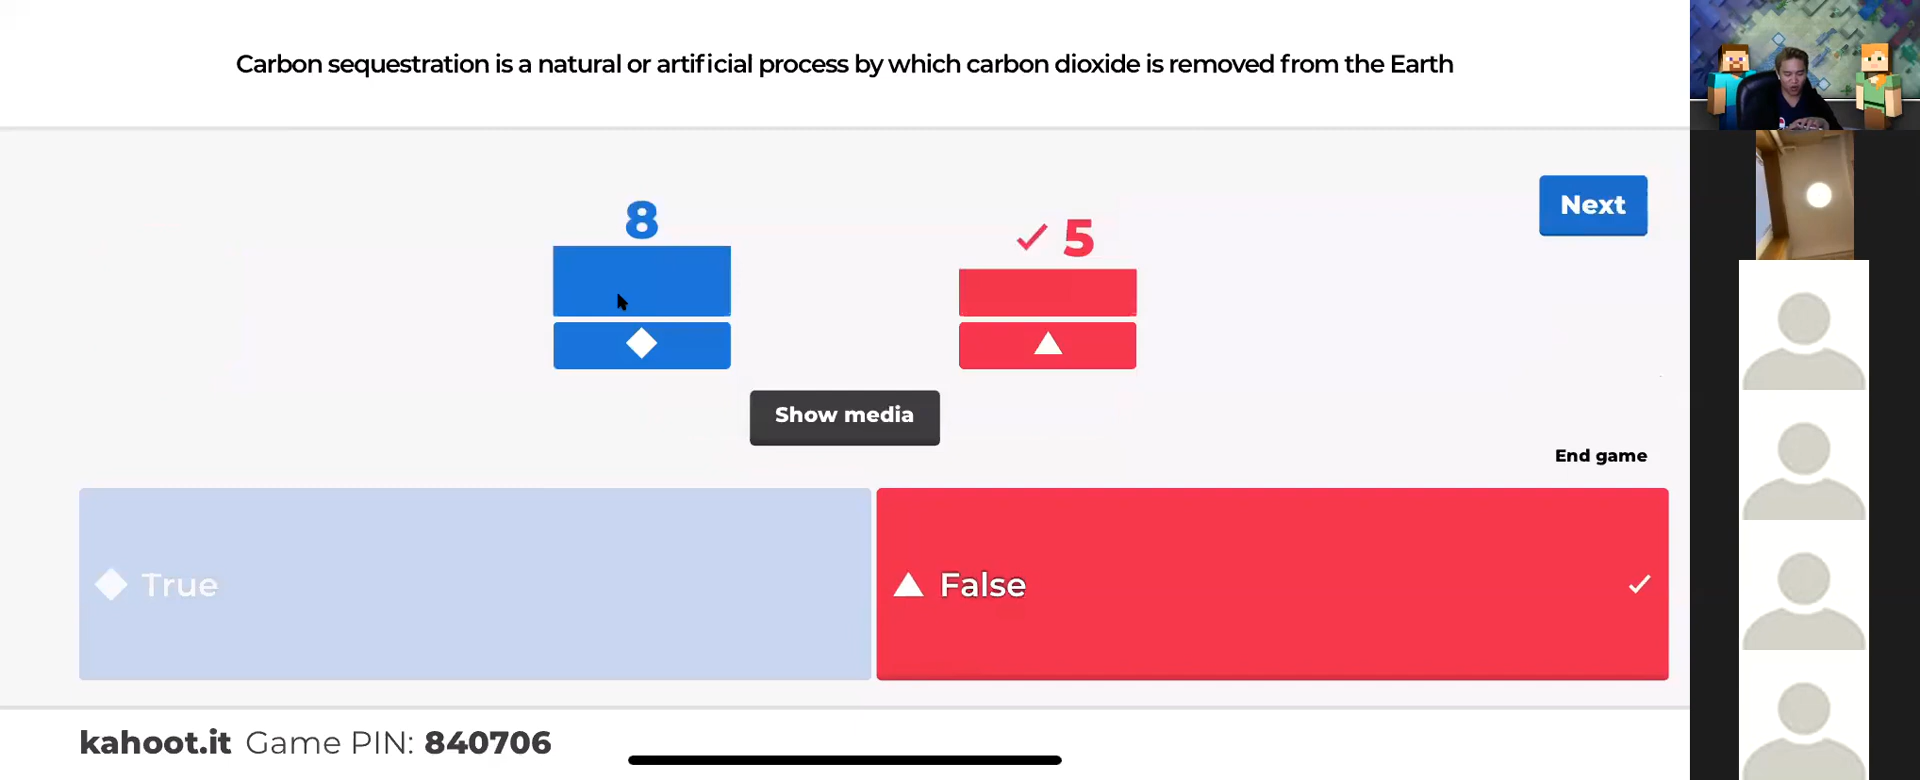 Carbon sequestration is a natural or artificial process by which carbon dioxide is removed from the Earth
8
5
Next
Show media
End game
True
False
kahoot.it Game PIN: 840706